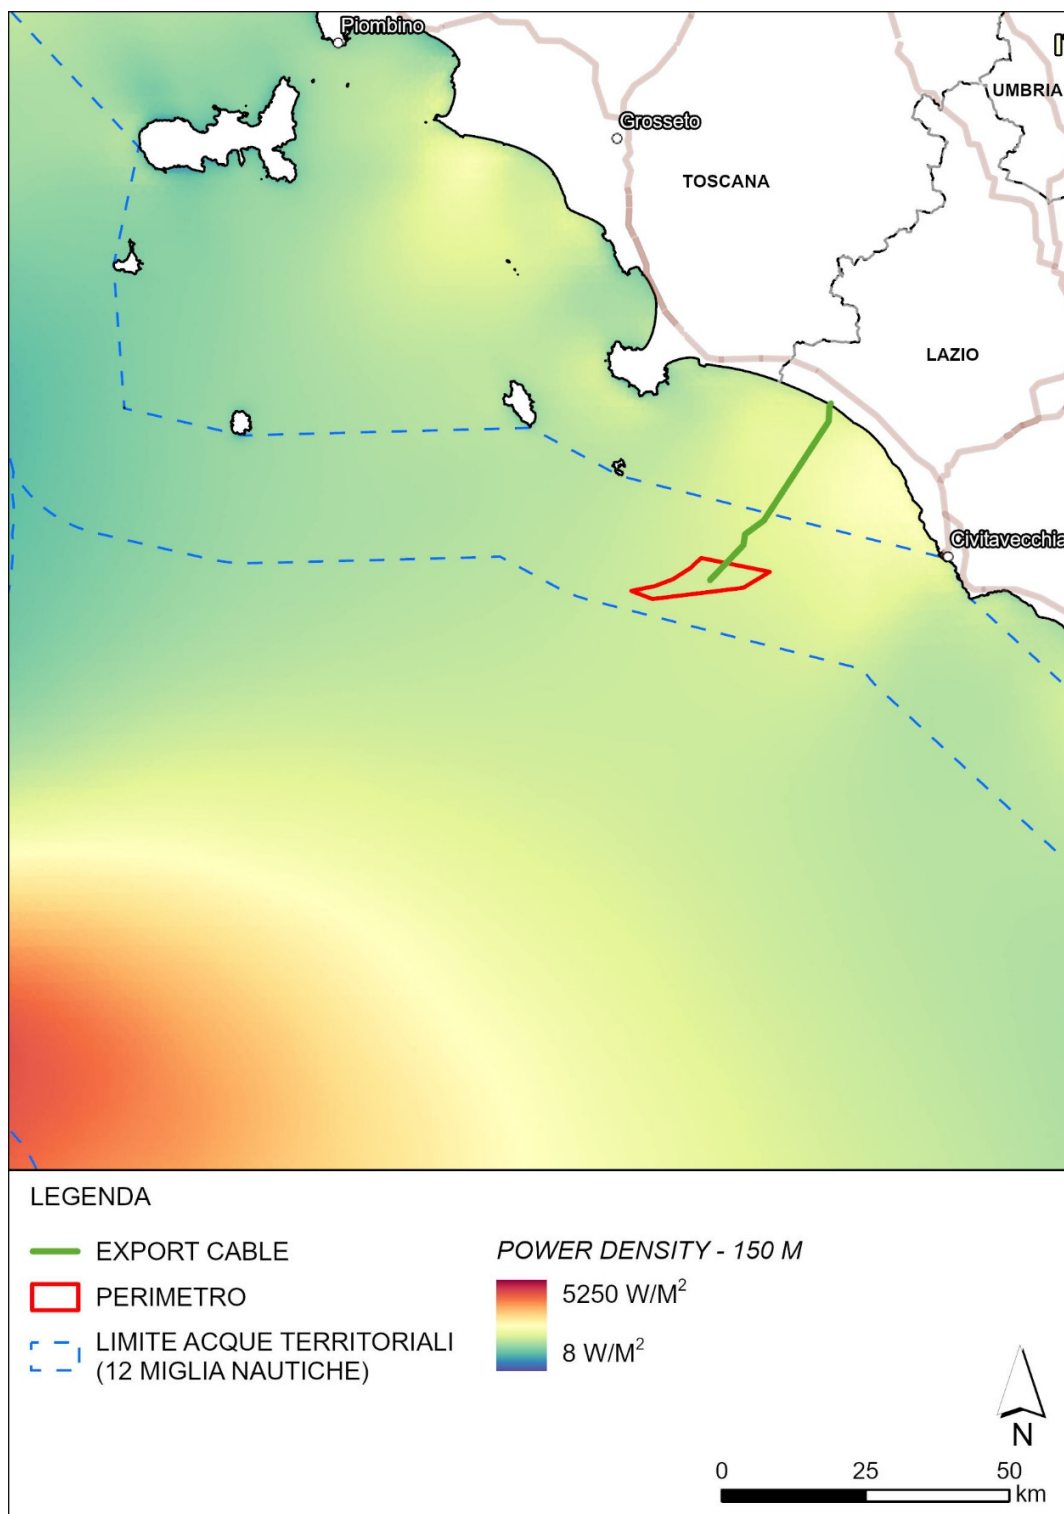 Piombino
Grosseto
UMBRIA
TOSCANA
LAZIO
Civitavecchia
LEGENDA
EXPORT CABLE
PERIMETRO
LIMITE ACQUE TERRITORIALI
(12 MIGLIA NAUTICHE)
POWER DENSITY - 150 M
5250 W/M²
8 W/M²
N
0 25 50
km